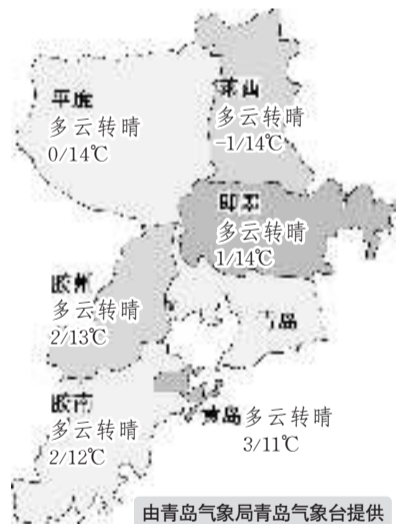 平度
多云转晴
0/14℃
莱西
多云转晴
-1/14℃
即墨
多云转晴
1/14℃
胶州
多云转晴
2/13℃
青岛
胶南
多云转晴
2/12℃
黄岛 多云转晴
3/11℃
由青岛气象局青岛气象台提供